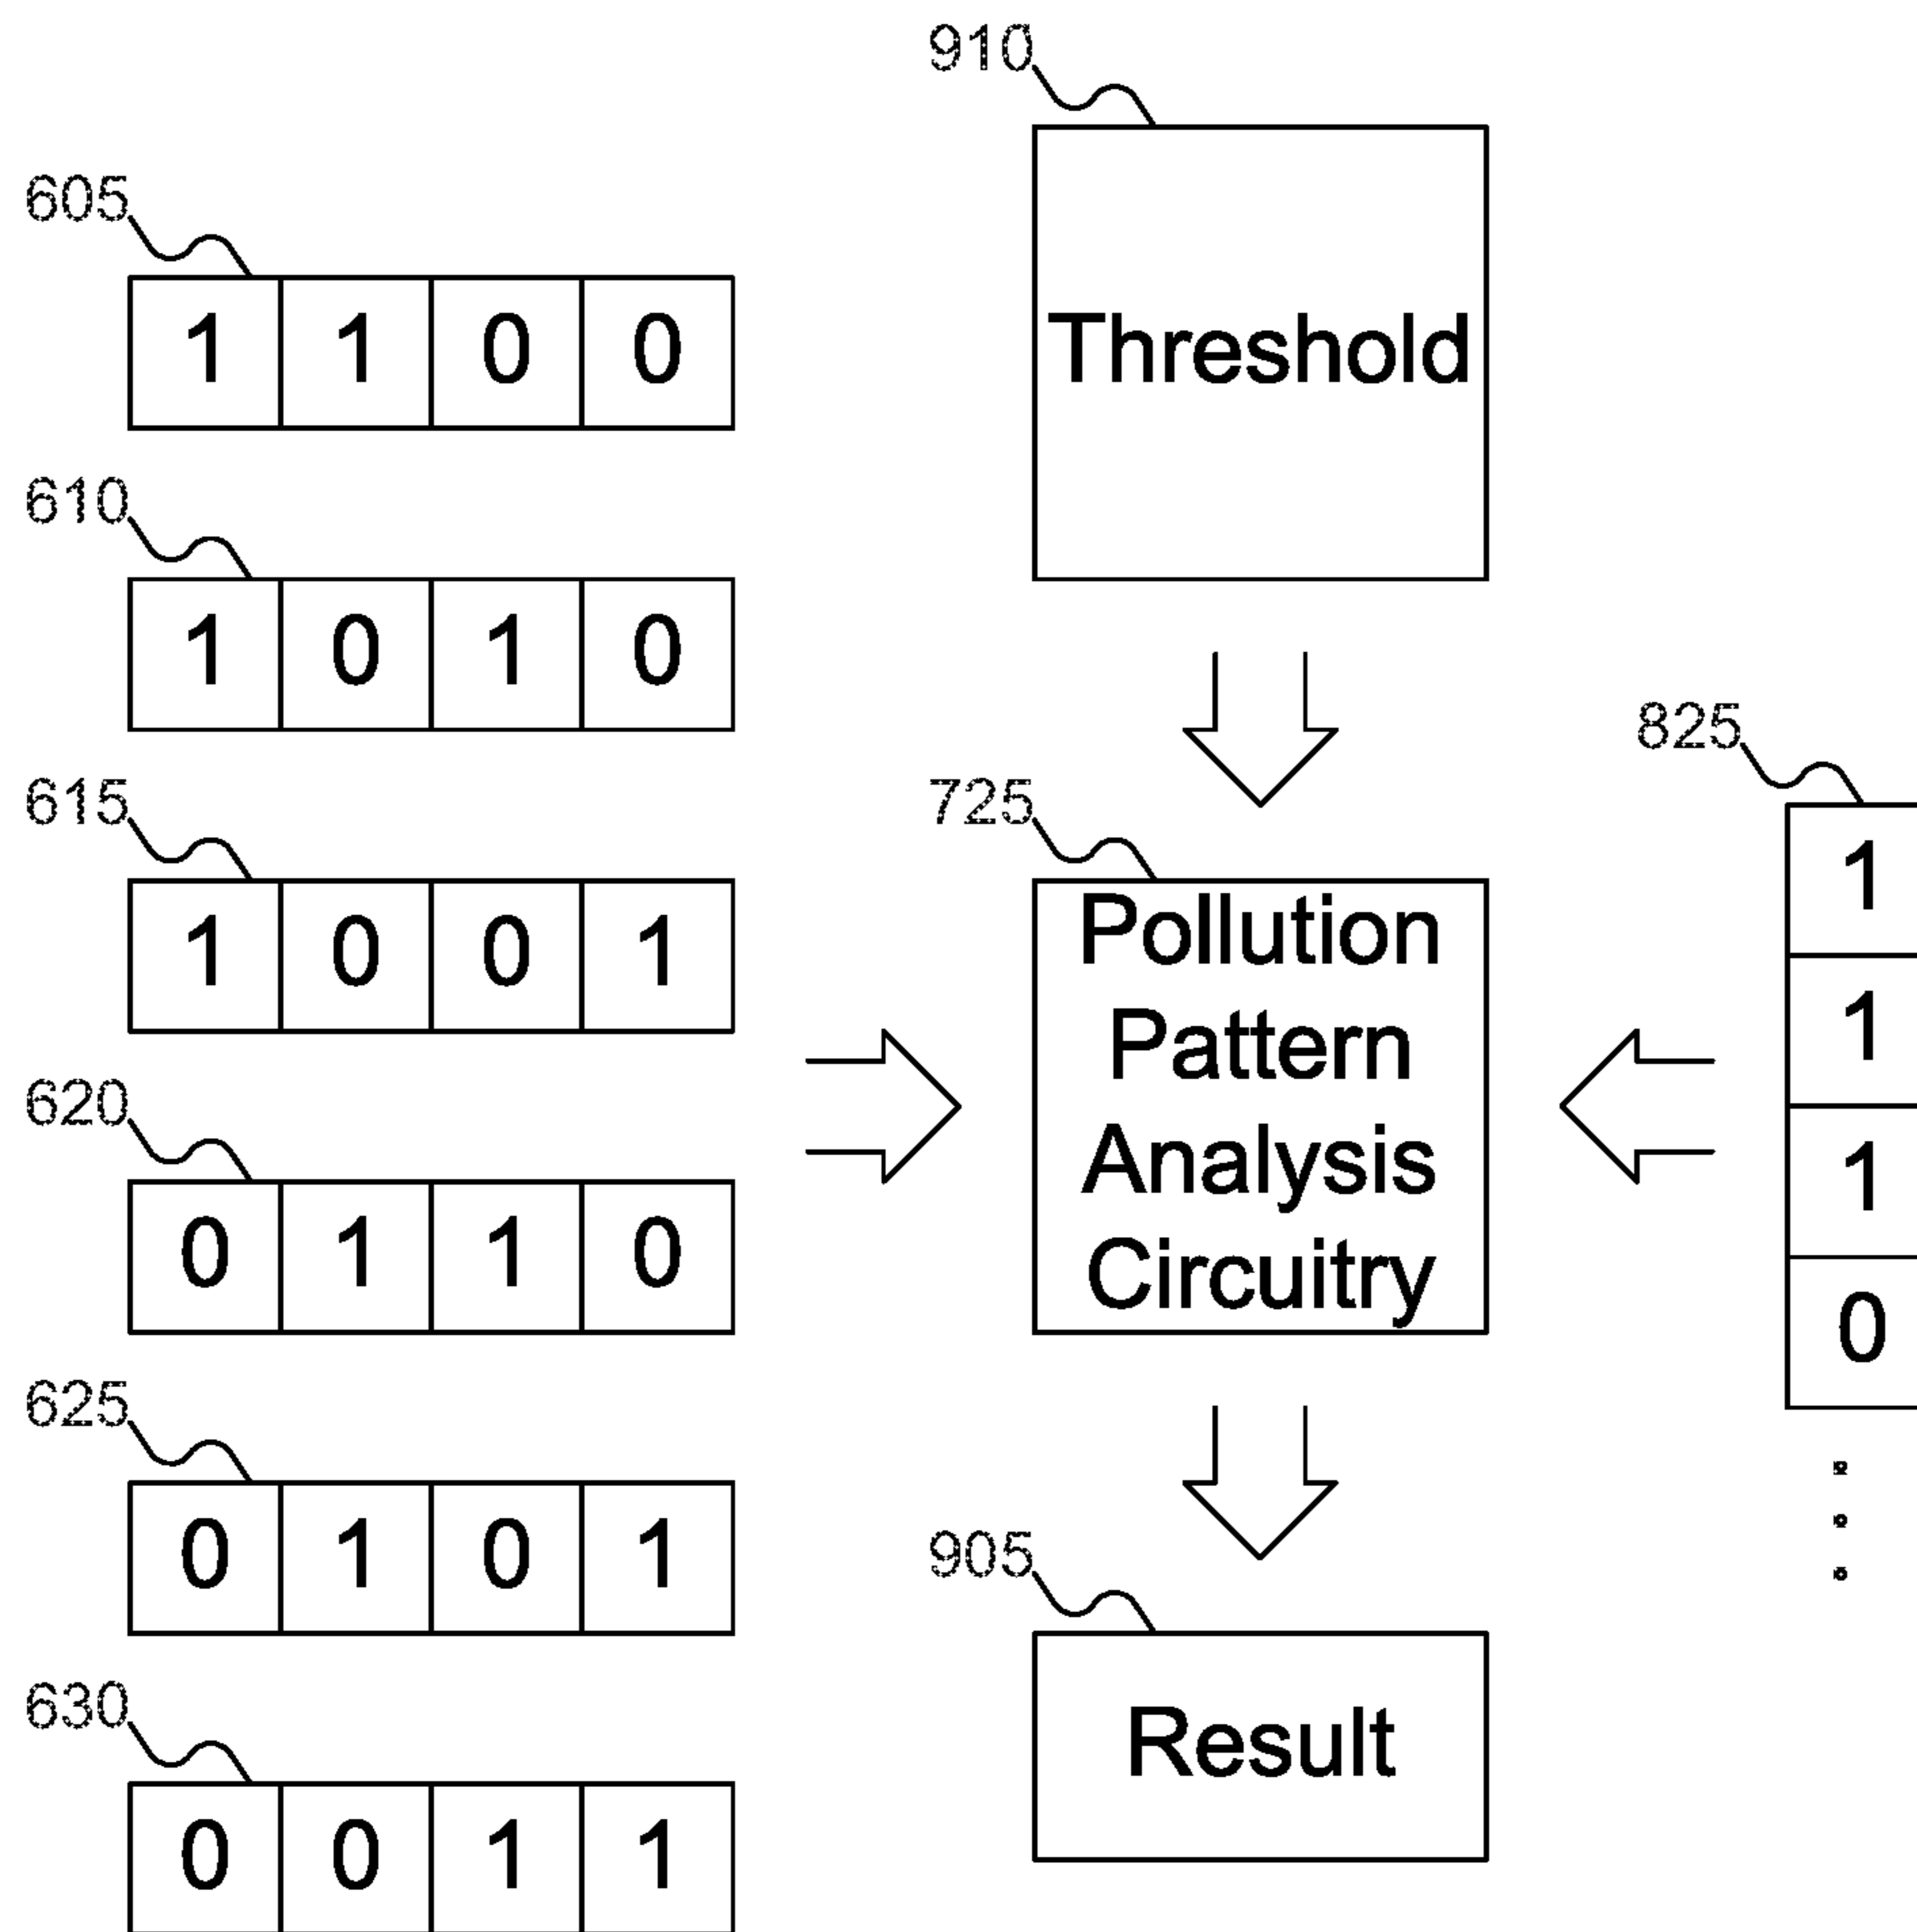 910
Threshold
605
1 1 0 0
610
1 0 1 0
615
1 0 0 1
620
0 1 1 0
625
0 1 0 1
630
0 0 1 1
725
Pollution
Pattern
Analysis
Circuitry
905
Result
825
1
1
1
0